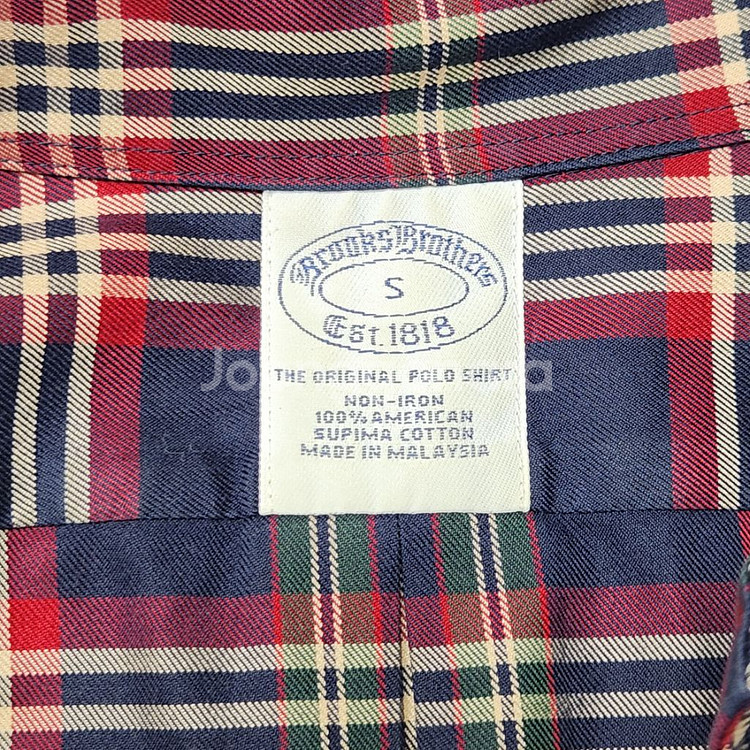 Brooks Brothers
S
Est. 1818
THE ORIGINAL POLO SHIRT
NON-IRON
100% AMERICAN
SUPIMA COTTON
MADE IN MALAYSIA